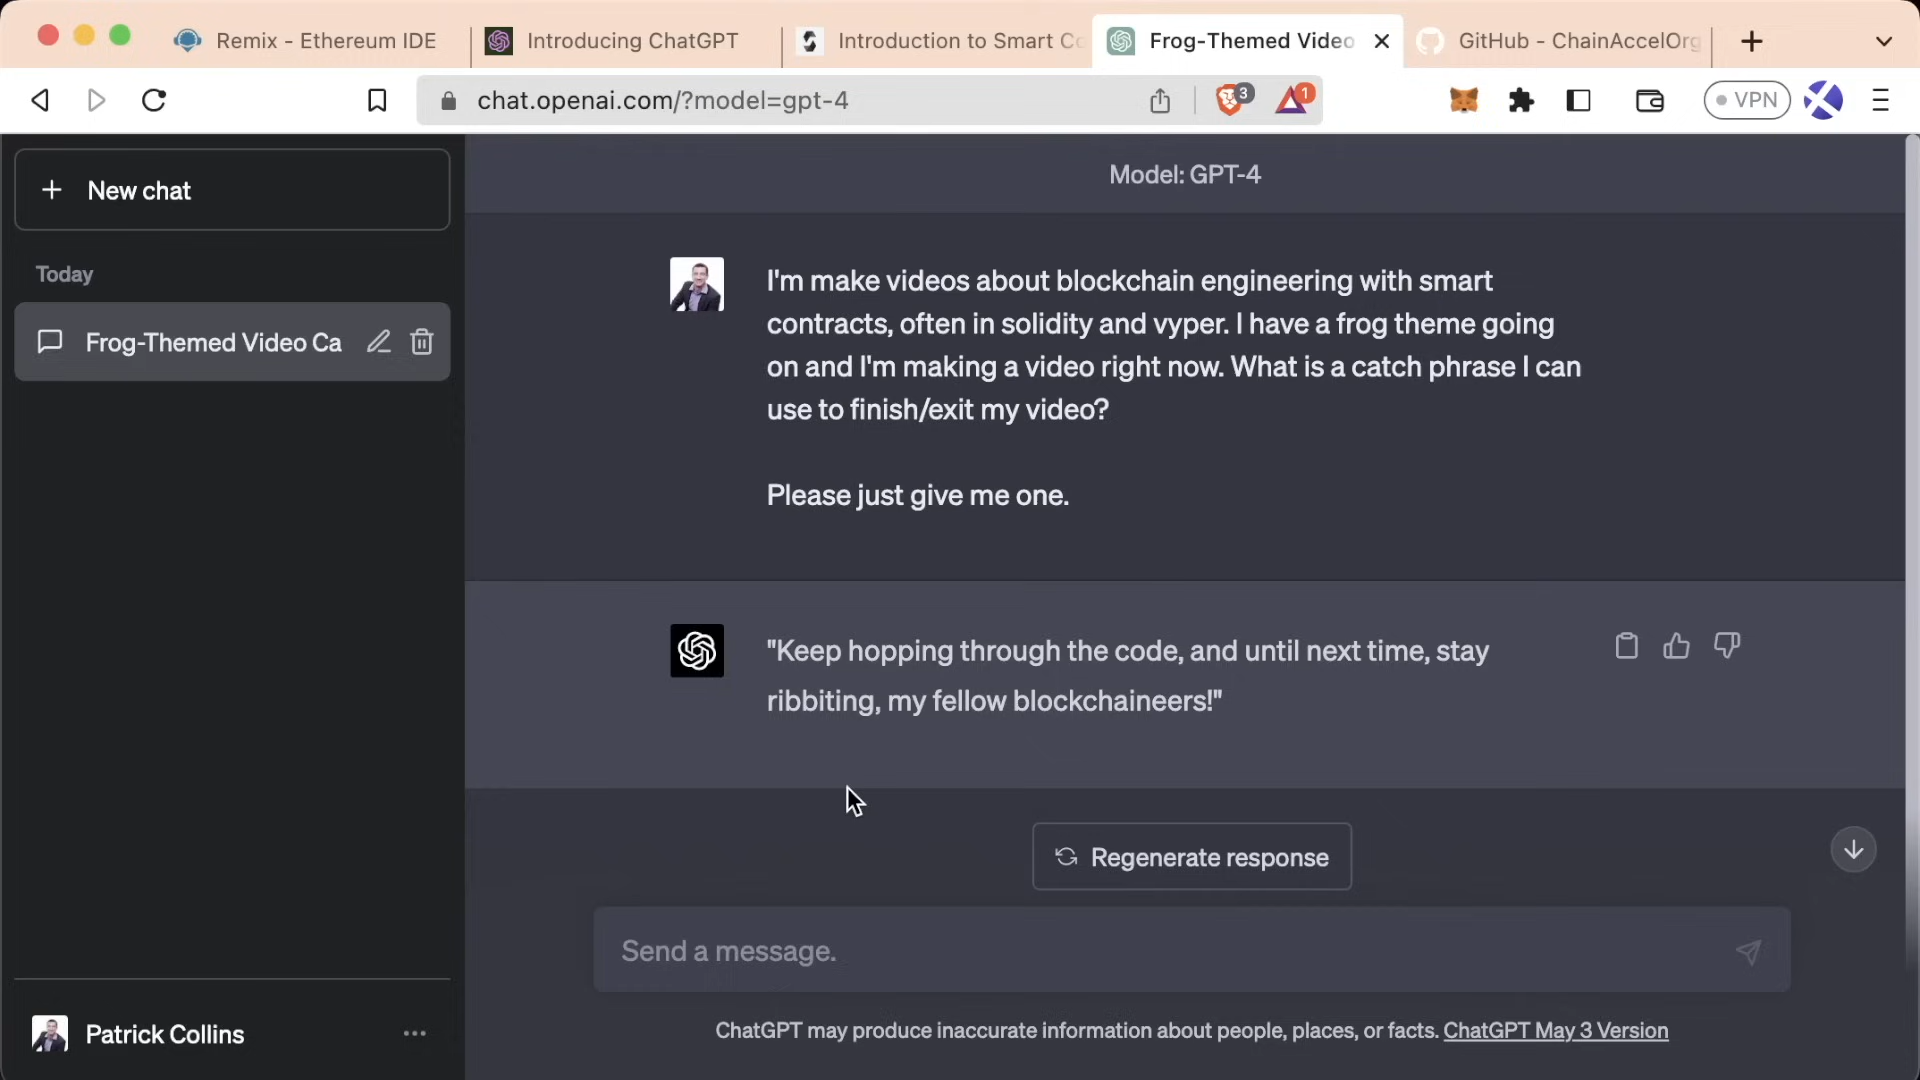 Remix - Ethereum IDE
Introducing ChatGPT
Introduction to Smart Co
Frog-Themed Video
GitHub - ChainAccelOrg
chat.openai.com/?model=gpt-4
3
1
VPN
New chat
Today
Frog-Themed Video Ca
Patrick Collins
Model: GPT-4
I'm make videos about blockchain engineering with smart
contracts, often in solidity and vyper. I have a frog theme going
on and I'm making a video right now. What is a catch phrase I can
use to finish/exit my video?
Please just give me one.
"Keep hopping through the code, and until next time, stay
ribbiting, my fellow blockchaineers!"
Regenerate response
Send a message.
ChatGPT may produce inaccurate information about people, places, or facts. ChatGPT May 3 Version